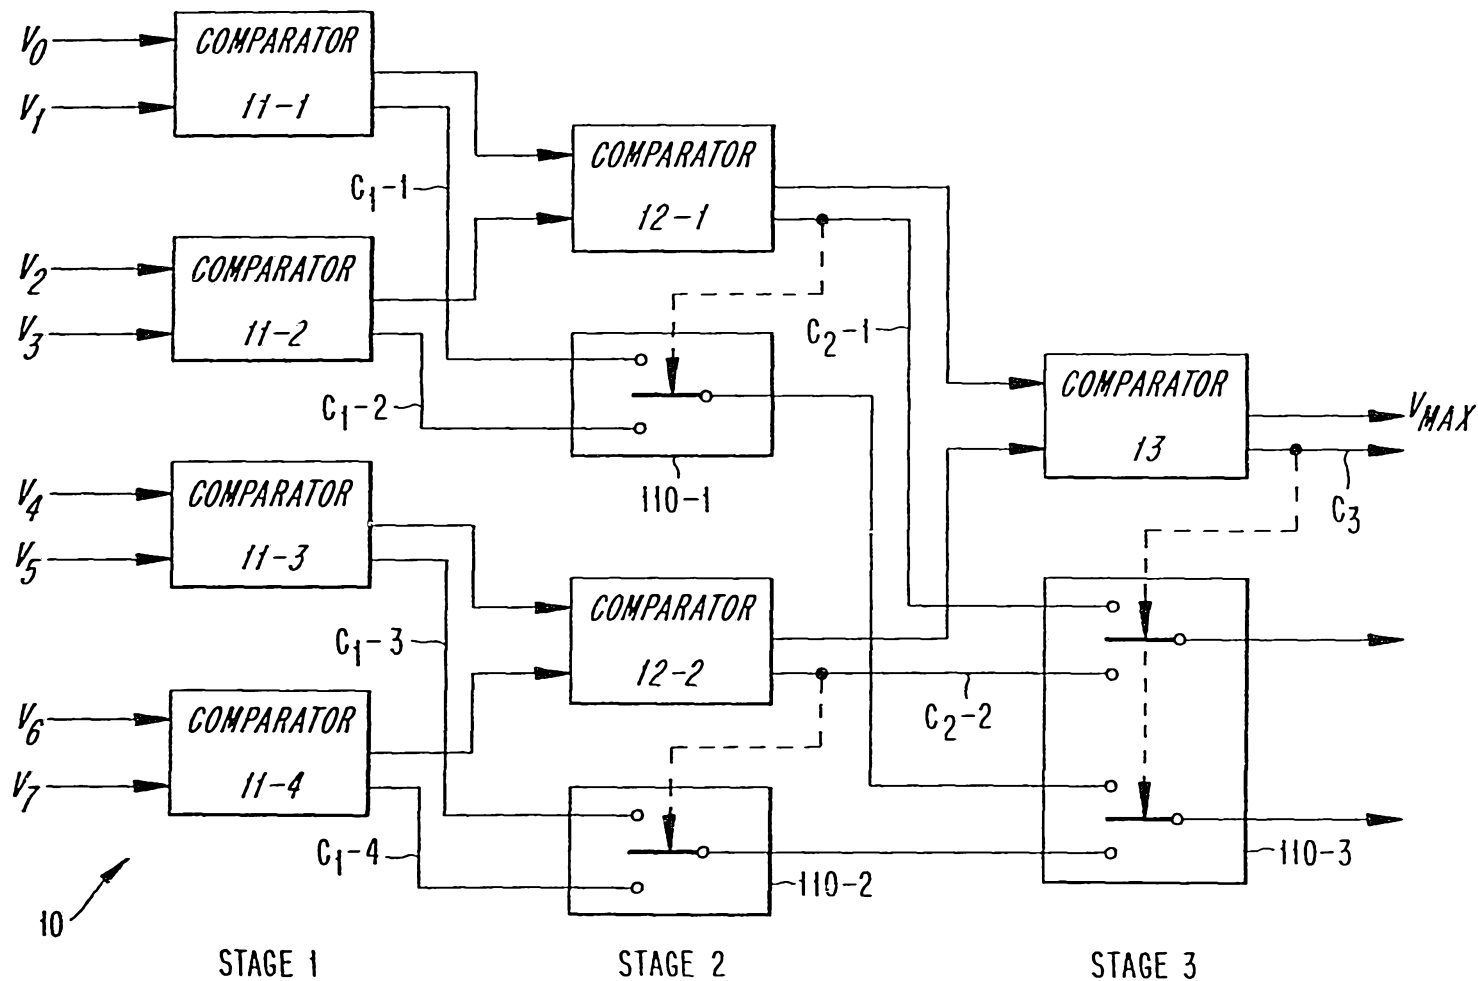 V0
V1
COMPARATOR
11-1
C1-1
V2
V3
COMPARATOR
11-2
C1-2
V4
V5
COMPARATOR
11-3
C1-3
V6
V7
COMPARATOR
11-4
C1-4
10
STAGE 1
COMPARATOR
12-1
C2-1
110-1
COMPARATOR
12-2
C2-2
110-2
STAGE 2
COMPARATOR
13
VMAX
C3
110-3
STAGE 3